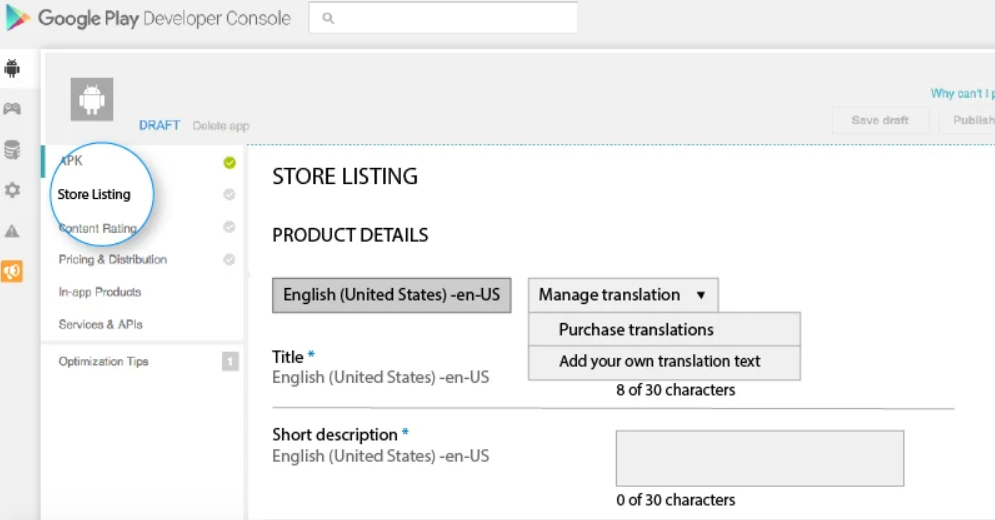 Google Play Developer Console
Why can't I p
DRAFT Delete app
Save draft
Publish
APK
Store Listing
Content Rating
Pricing & Distribution
In-app Products
Services & APIs
Optimization Tips 1
STORE LISTING
PRODUCT DETAILS
English (United States) -en-US
Manage translation ▼
Purchase translations
Add your own translation text
Title *
English (United States) -en-US
8 of 30 characters
Short description *
English (United States) -en-US
0 of 30 characters